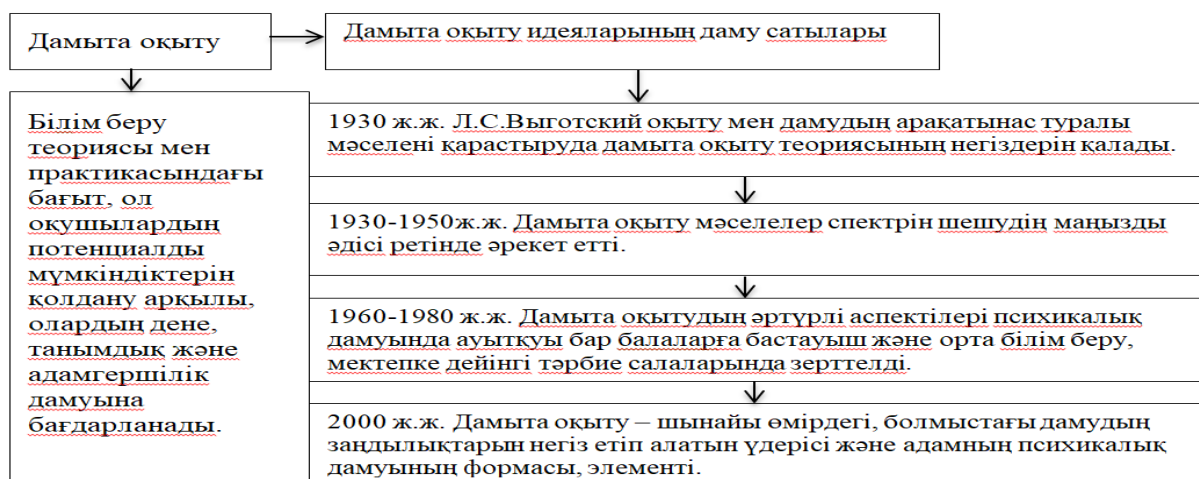 Дамыта оқыту
Дамыта оқыту идеяларының даму сатылары
Білім беру
теориясы мен
практикасындағы
бағыт, ол
оқушылардың
потенциалды
мүмкіндіктерін
қолдану арқылы,
олардың дене,
танымдық және
адамгершілік
дамуына
бағдарланады.
1930 ж.ж. Л.С.Выготский оқыту мен дамудың арақатынас туралы
мәселені қарастыруда дамыта оқыту теориясының негіздерін қалады.
1930-1950ж.ж. Дамыта оқыту мәселелер спектрін шешудің маңызды
әдісі ретінде әрекет етті.
1960-1980 ж.ж. Дамыта оқытудың әртүрлі аспектілері психикалық
дамуында ауытқуы бар балаларға бастауыш және орта білім беру,
мектепке дейінгі тәрбие салаларында зерттелді.
2000 ж.ж. Дамыта оқыту – шынайы өмірдегі, болмыстағы дамудың
заңдылықтарын негіз етіп алатын үдерісі және адамның психикалық
дамуының формасы, элементі.